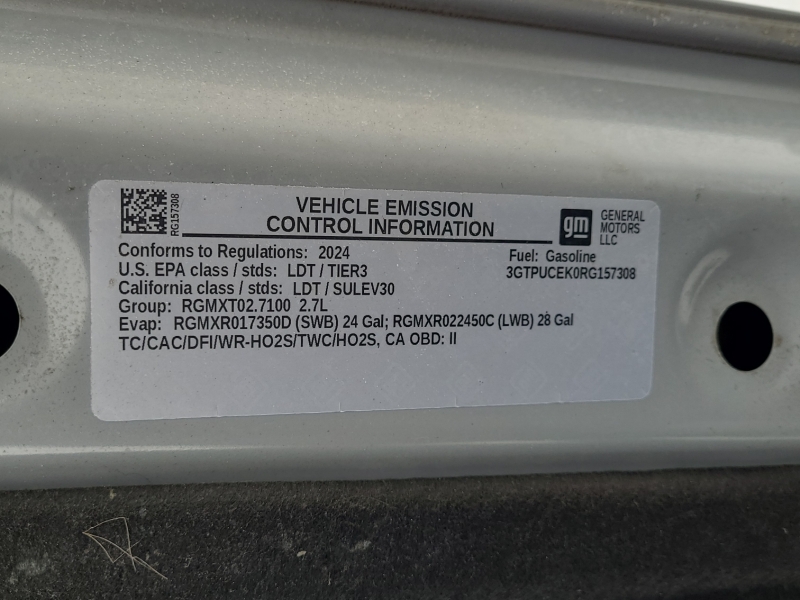 RG157308
VEHICLE EMISSION
CONTROL INFORMATION
gm
GENERAL
MOTORS
LLC
Conforms to Regulations: 2024
Fuel: Gasoline
U.S. EPA class / stds: LDT / TIER3
3GTPUCEK0RG157308
California class / stds: LDT / SULEV30
Group: RGMXT02.7100 2.7L
Evap: RGMXR017350D (SWB) 24 Gal; RGMXR022450C (LWB) 28 Gal
TC/CAC/DFI/WR-HO2S/TWC/HO2S, CA OBD: II